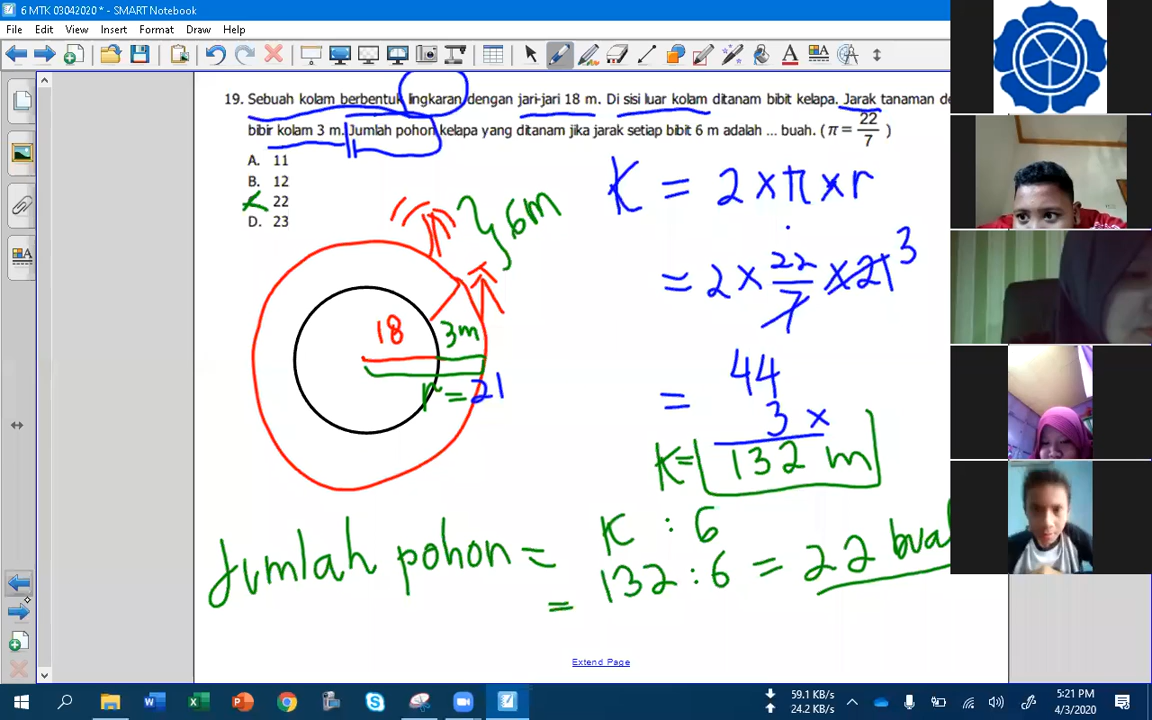 6 MTK 03042020 * - SMART Notebook
File Edit View Insert Format Draw Help
19. Sebuah kolam berbentuk lingkaran dengan jari-jari 18 m. Di sisi luar kolam ditanam bibit kelapa. Jarak tanaman de
bibir kolam 3 m. Jumlah pohon kelapa yang ditanam jika jarak setiap bibit 6 m adalah ... buah. ( π = 22/7 )
A. 11
B. 12
22
D. 23
6m
18
3m
r = 21
K = 2 × π × r
= 2 × 22/7 × 21 3
= 44
3 ×
K = 132 m
Jumlah pohon = K : 6
= 132 : 6 = 22 buah
Extend Page
59.1 KB/s
24.2 KB/s
5:21 PM
4/3/2020